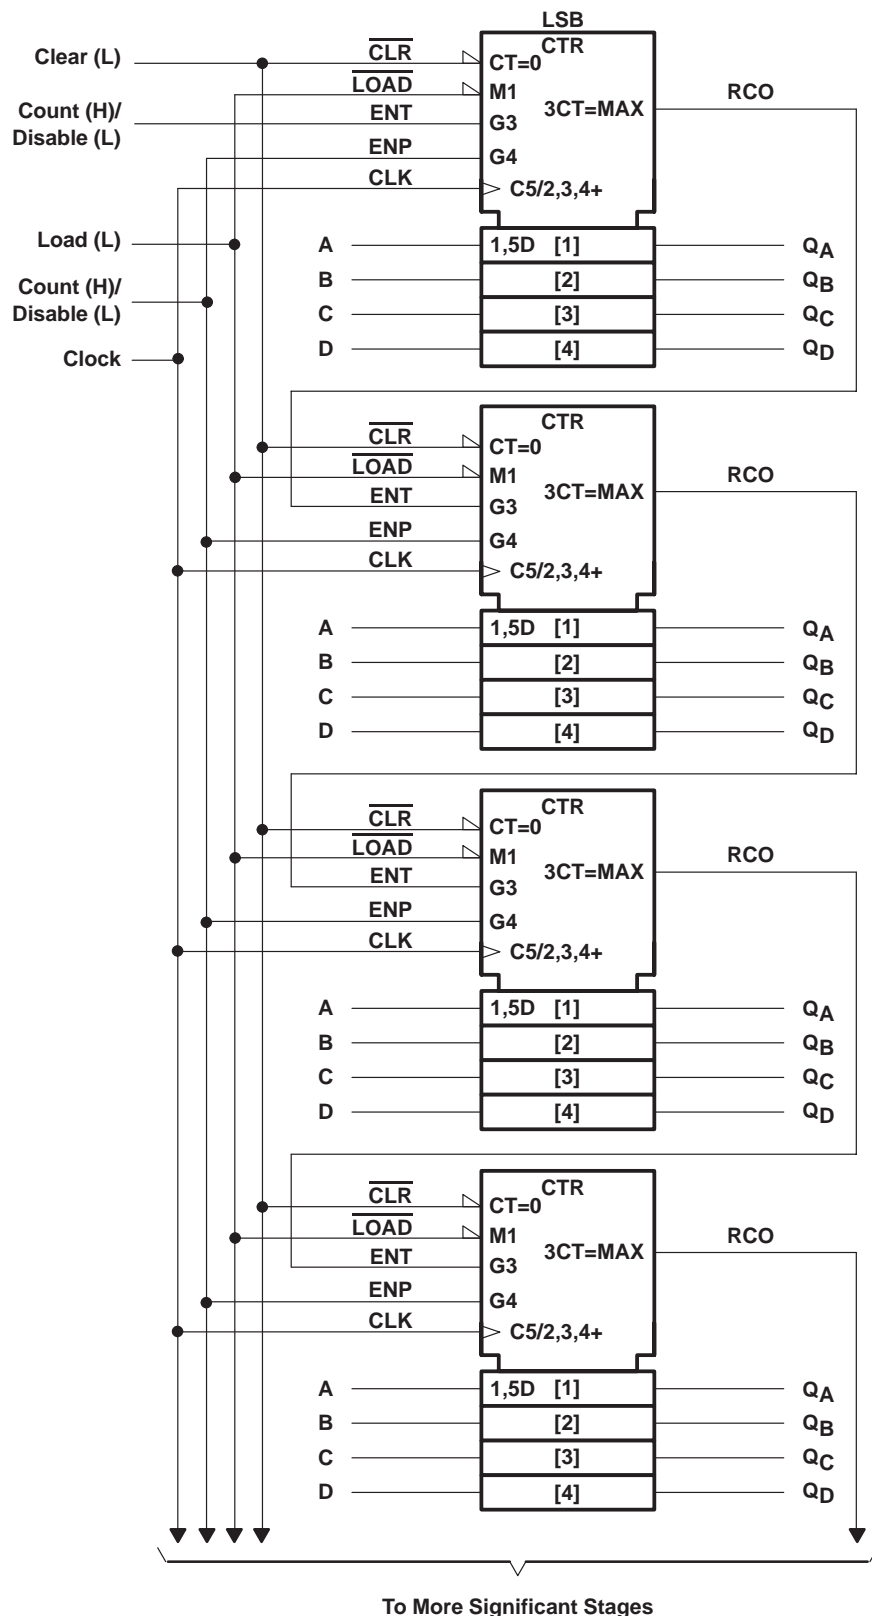 LSB
CTR
Clear (L)
CLR
CT=0
LOAD
M1
3CT=MAX
RCO
Count (H)/
Disable (L)
ENT
G3
ENP
G4
CLK
C5/2,3,4+
Load (L)
A
1,5D [1]
QA
Count (H)/
Disable (L)
B
[2]
QB
C
[3]
QC
Clock
D
[4]
QD
CTR
CLR
CT=0
LOAD
M1
3CT=MAX
RCO
ENT
G3
ENP
G4
CLK
C5/2,3,4+
A
1,5D [1]
QA
B
[2]
QB
C
[3]
QC
D
[4]
QD
CTR
CLR
CT=0
LOAD
M1
3CT=MAX
RCO
ENT
G3
ENP
G4
CLK
C5/2,3,4+
A
1,5D [1]
QA
B
[2]
QB
C
[3]
QC
D
[4]
QD
CTR
CLR
CT=0
LOAD
M1
3CT=MAX
RCO
ENT
G3
ENP
G4
CLK
C5/2,3,4+
A
1,5D [1]
QA
B
[2]
QB
C
[3]
QC
D
[4]
QD
To More Significant Stages